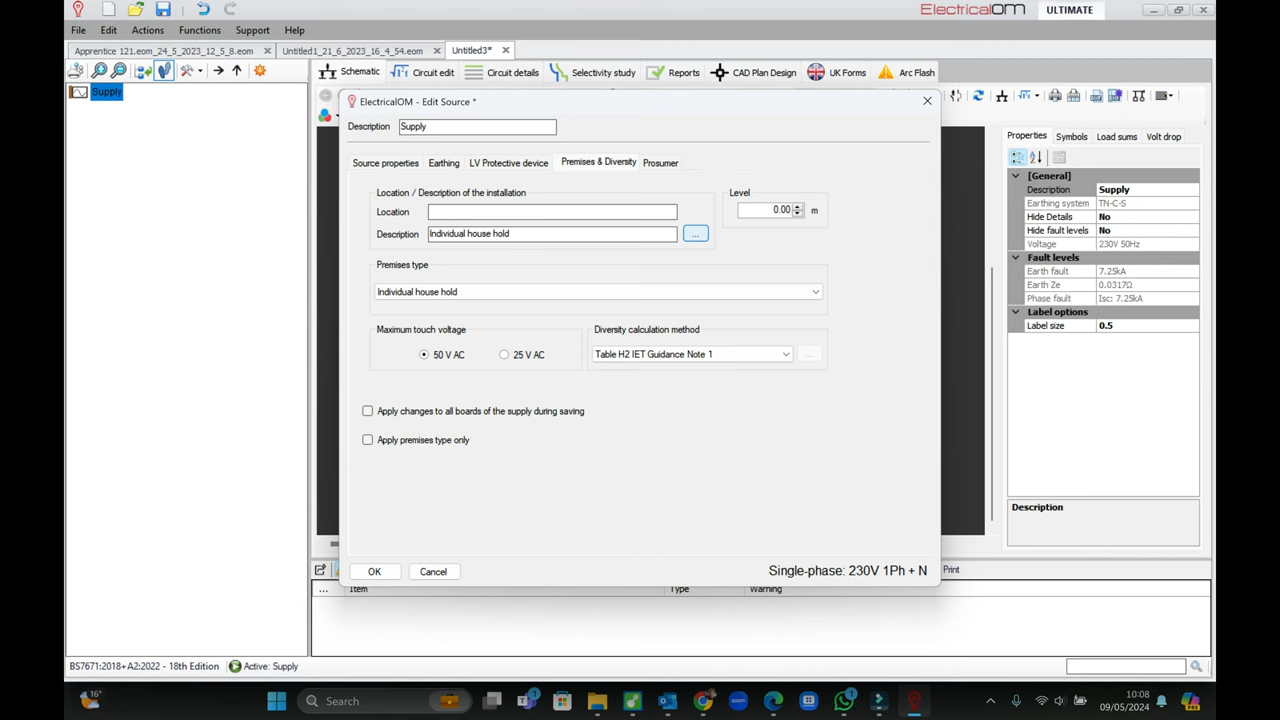 ElectricalOM ULTIMATE
File Edit Actions Functions Support Help
Apprentice 121.eom_24_5_2023_12_5_8.eom Untitled1_21_6_2023_16_4_54.eom Untitled3*
Schematic Circuit edit Circuit details Selectivity study Reports CAD Plan Design UK Forms Arc Flash
Supply
ElectricalOM - Edit Source *
Description Supply
Source properties Earthing LV Protective device Premises & Diversity Prosumer
Location / Description of the installation
Location
Description Individual house hold ...
Level
0.00 m
Premises type
Individual house hold
Maximum touch voltage
50 V AC 25 V AC
Diversity calculation method
Table H2 IET Guidance Note 1 ...
Apply changes to all boards of the supply during saving
Apply premises type only
OK Cancel Single-phase: 230V 1Ph + N
Properties Symbols Load sums Volt drop
[General]
Description Supply
Earthing system TN-C-S
Hide Details No
Hide fault levels No
Voltage 230V 50Hz
Fault levels
Earth fault 7.25kA
Earth Ze 0.0317Ω
Phase fault Isc: 7.25kA
Label options
Label size 0.5
Description
Print
... Item Type Warning
BS7671:2018+A2:2022 - 18th Edition Active: Supply
16° Search 10:08
09/05/2024